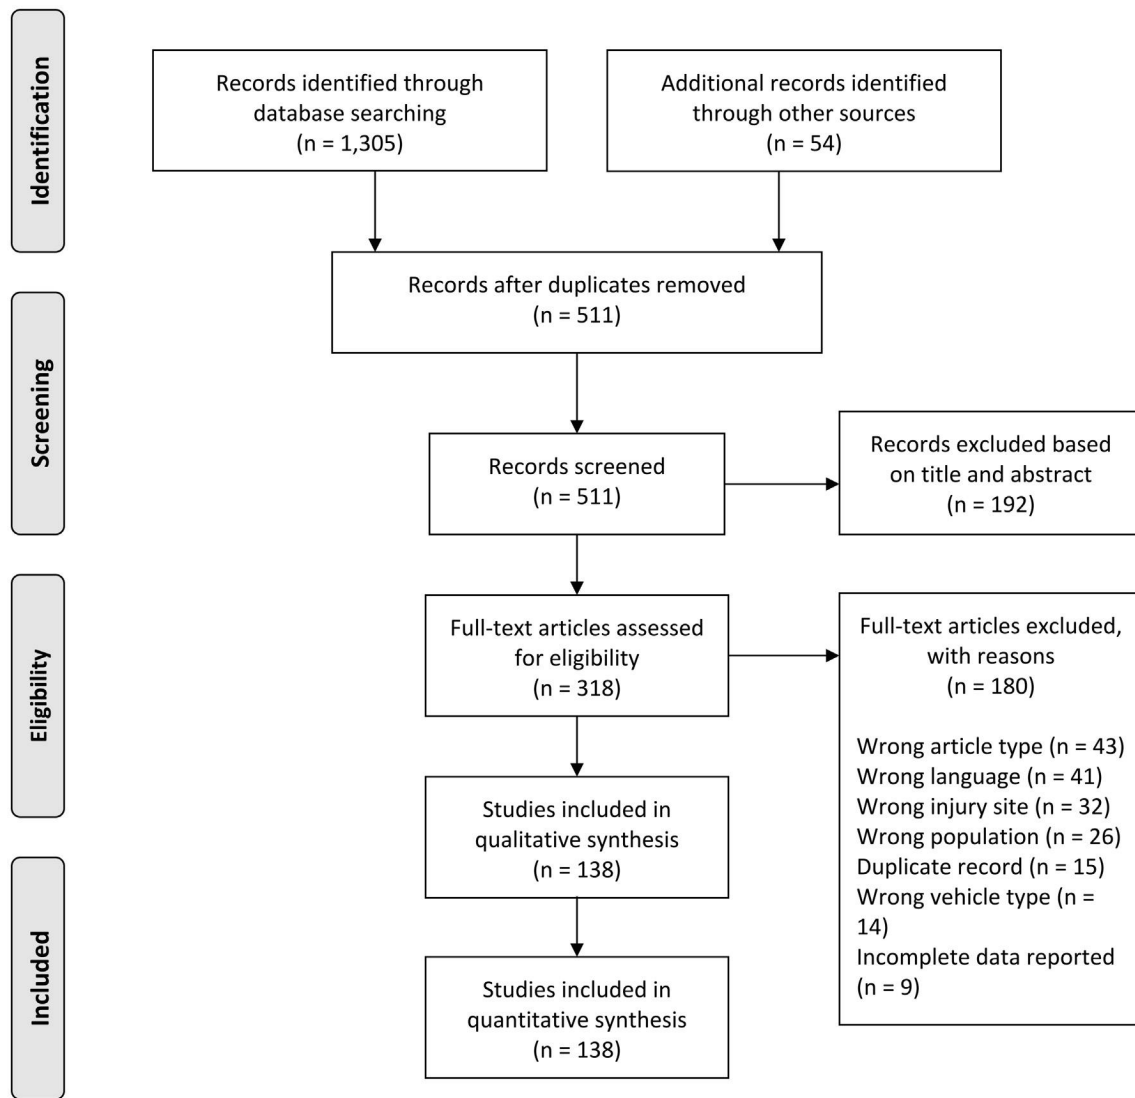 Identification
Records identified through
database searching
(n = 1,305)
Additional records identified
through other sources
(n = 54)
Records after duplicates removed
(n = 511)
Screening
Records screened
(n = 511)
Records excluded based
on title and abstract
(n = 192)
Eligibility
Full-text articles assessed
for eligibility
(n = 318)
Full-text articles excluded,
with reasons
(n = 180)
Wrong article type (n = 43)
Wrong language (n = 41)
Wrong injury site (n = 32)
Wrong population (n = 26)
Duplicate record (n = 15)
Wrong vehicle type (n =
14)
Incomplete data reported
(n = 9)
Studies included in
qualitative synthesis
(n = 138)
Included
Studies included in
quantitative synthesis
(n = 138)